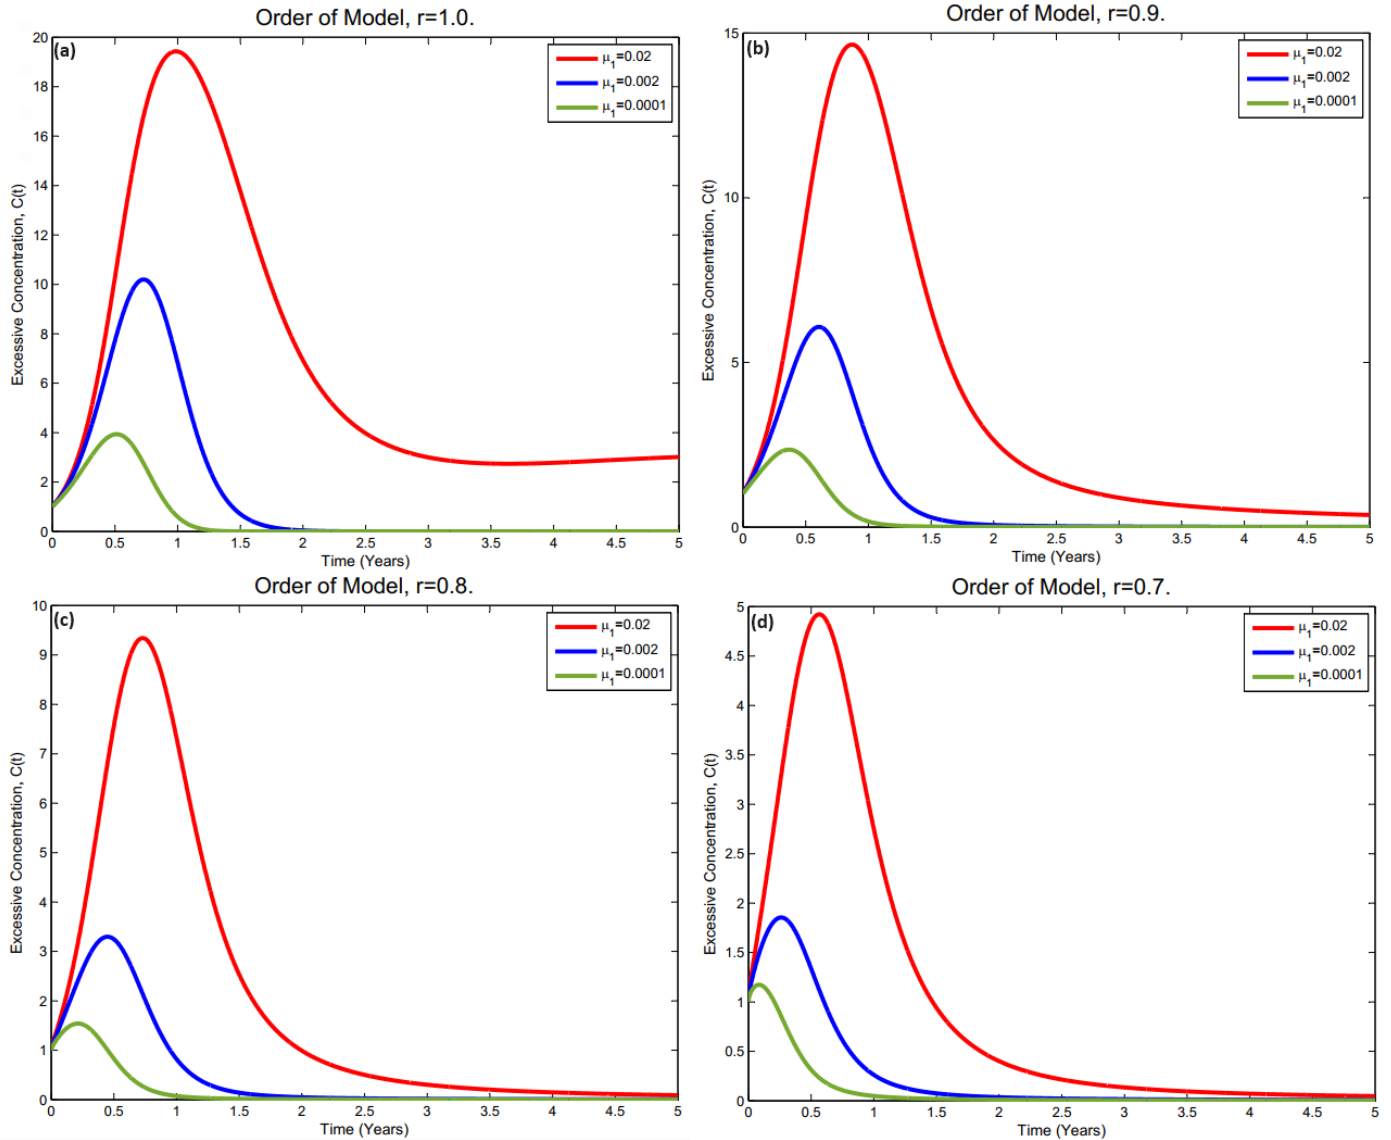 Order of Model, r=1.0.
(a)
μ1=0.02
μ1=0.002
μ1=0.0001
Excessive Concentration, C(t)
20
18
16
14
12
10
8
6
4
2
0
0 0.5 1 1.5 2 2.5 3 3.5 4 4.5 5
Time (Years)
Order of Model, r=0.9.
(b)
μ1=0.02
μ1=0.002
μ1=0.0001
Excessive Concentration, C(t)
15
10
5
0
0 0.5 1 1.5 2 2.5 3 3.5 4 4.5 5
Time (Years)
Order of Model, r=0.8.
(c)
μ1=0.02
μ1=0.002
μ1=0.0001
Excessive Concentration, C(t)
10
9
8
7
6
5
4
3
2
1
0
0 0.5 1 1.5 2 2.5 3 3.5 4 4.5 5
Time (Years)
Order of Model, r=0.7.
(d)
μ1=0.02
μ1=0.002
μ1=0.0001
Excessive Concentration, C(t)
5
4.5
4
3.5
3
2.5
2
1.5
1
0.5
0
0 0.5 1 1.5 2 2.5 3 3.5 4 4.5 5
Time (Years)